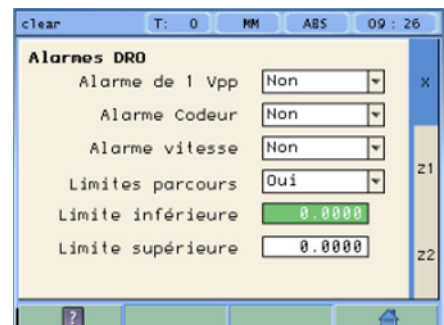 clear T: 0 MM ABS 09 : 26
Alarmes DRO
Alarme de 1 Vpp Non
X
Alarme Codeur Non
Alarme vitesse Non
Z1
Limites parcours Oui
Limite inférieure 0.0000
Limite supérieure 0.0000
Z2
?